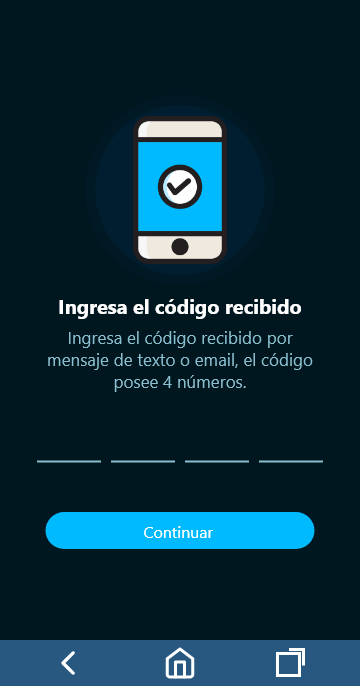 Ingresa el código recibido
Ingresa el código recibido por
mensaje de texto o email, el código
posee 4 números.
Continuar